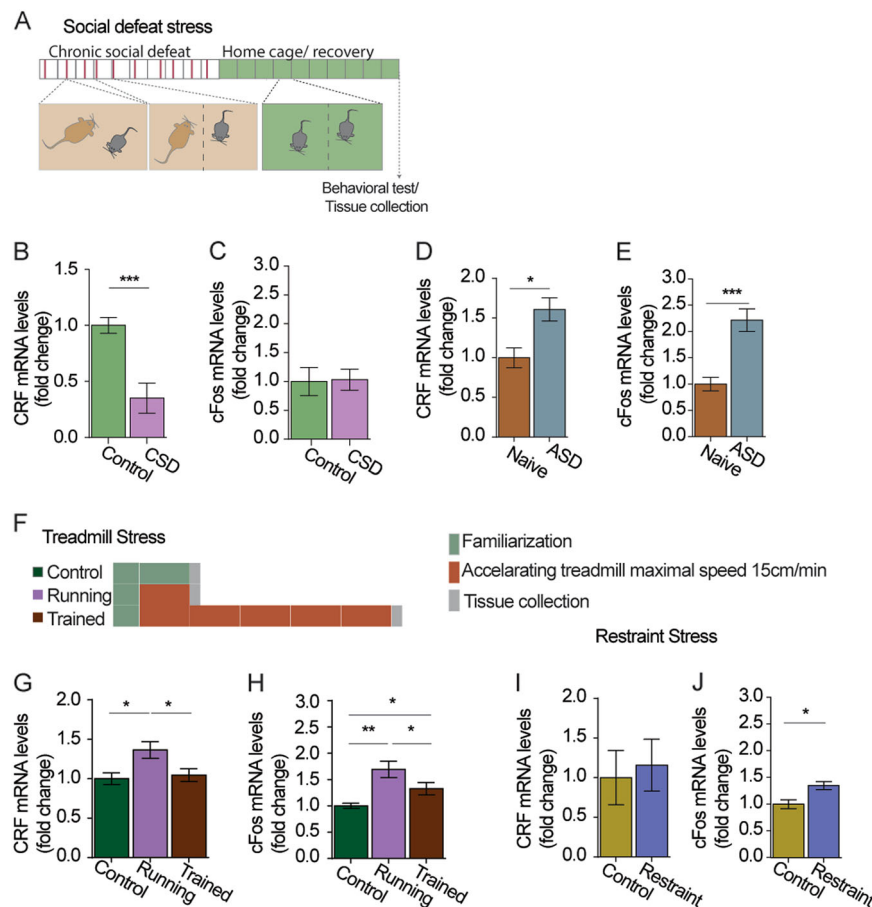 A
Social defeat stress
Chronic social defeat
Home cage/ recovery
Behavioral test/
Tissue collection
B
CRF mRNA levels
(fold chenge)
1.5
1.0
0.5
0.0
***
Control
CSD
C
cFos mRNA levels
(fold change)
3.0
2.5
2.0
1.5
1.0
0.5
0.0
Control
CSD
D
CRF mRNA levels
(fold change)
2.0
1.5
1.0
0.5
0.0
*
Naive
ASD
E
cFos mRNA levels
(fold change)
3.0
2.5
2.0
1.5
1.0
0.5
0.0
***
Naive
ASD
F
Treadmill Stress
Control
Running
Trained
Familiarization
Accelarating treadmill maximal speed 15cm/min
Tissue collection
Restraint Stress
G
CRF mRNA levels
(fold change)
2.0
1.5
1.0
0.5
0.0
*
*
Control
Running
Trained
H
cFos mRNA levels
(fold change)
3.0
2.5
2.0
1.5
1.0
0.5
0.0
*
**
*
Control
Running
Trained
I
CRF mRNA levels
(fold change)
2.0
1.5
1.0
0.5
0.0
Control
Restraint
J
cFos mRNA levels
(fold change)
3.0
2.5
2.0
1.5
1.0
0.5
0.0
*
Control
Restraint